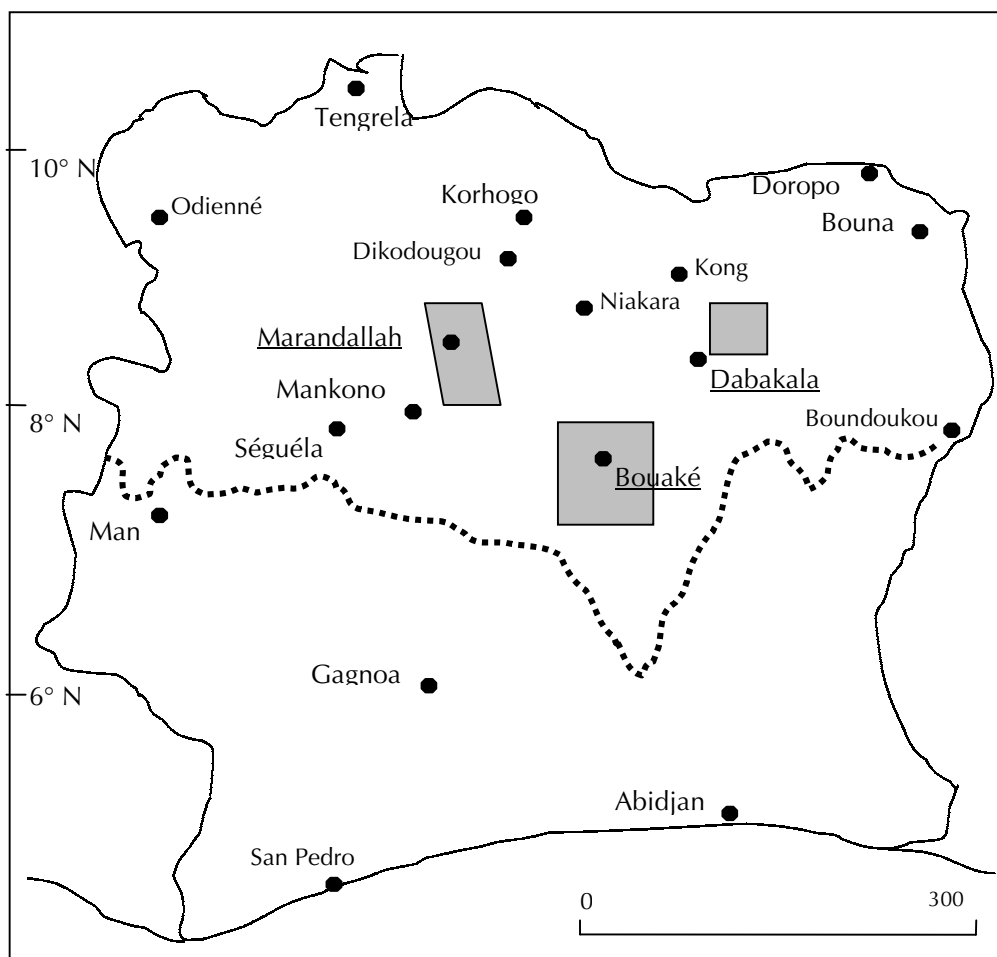 Tengrela
10° N
Doropo
Odienné
Korhogo
Bouna
Dikodougou
Kong
Niakara
Marandallah
Dabakala
Mankono
8° N
Boundoukou
Séguéla
Bouaké
Man
Gagnoa
6° N
Abidjan
San Pedro
0 300